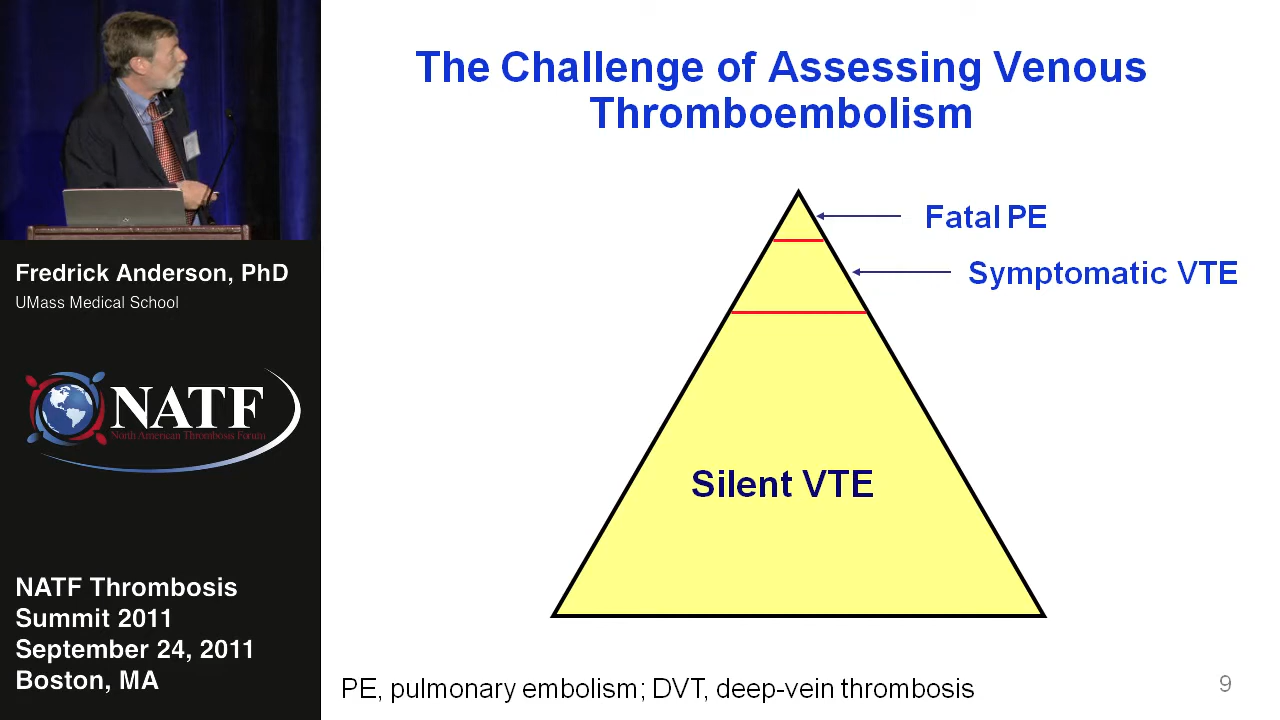 The Challenge of Assessing Venous
Thromboembolism
Fatal PE
Symptomatic VTE
Silent VTE
PE, pulmonary embolism; DVT, deep-vein thrombosis
9
Fredrick Anderson, PhD
UMass Medical School
NATF
North American Thrombosis Forum
NATF Thrombosis
Summit 2011
September 24, 2011
Boston, MA